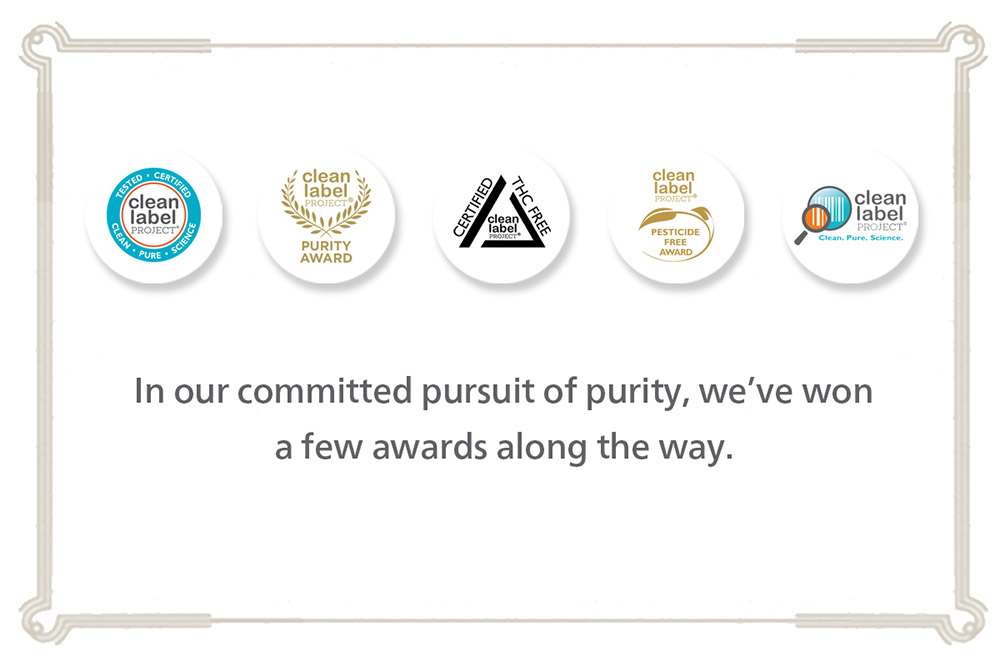 TESTED • CERTIFIED
clean
label
PROJECT®
CLEAN • PURE • SCIENCE
clean
label
PROJECT®
PURITY
AWARD
CERTIFIED
THC FREE
clean
label
PROJECT®
clean
label
PROJECT®
PESTICIDE
FREE
AWARD
clean
label
PROJECT®
Clean. Pure. Science.
In our committed pursuit of purity, we’ve won
a few awards along the way.